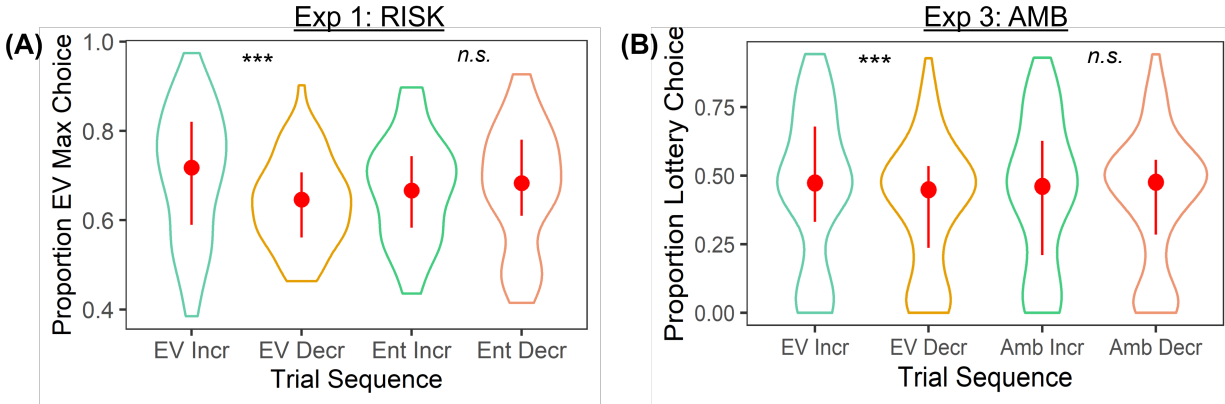 Exp 1: RISK
(A)
Proportion EV Max Choice
1.0
0.8
0.6
0.4
***
n.s.
EV Incr
EV Decr
Ent Incr
Ent Decr
Trial Sequence
Exp 3: AMB
(B)
Proportion Lottery Choice
0.75
0.50
0.25
0.00
***
n.s.
EV Incr
EV Decr
Amb Incr
Amb Decr
Trial Sequence